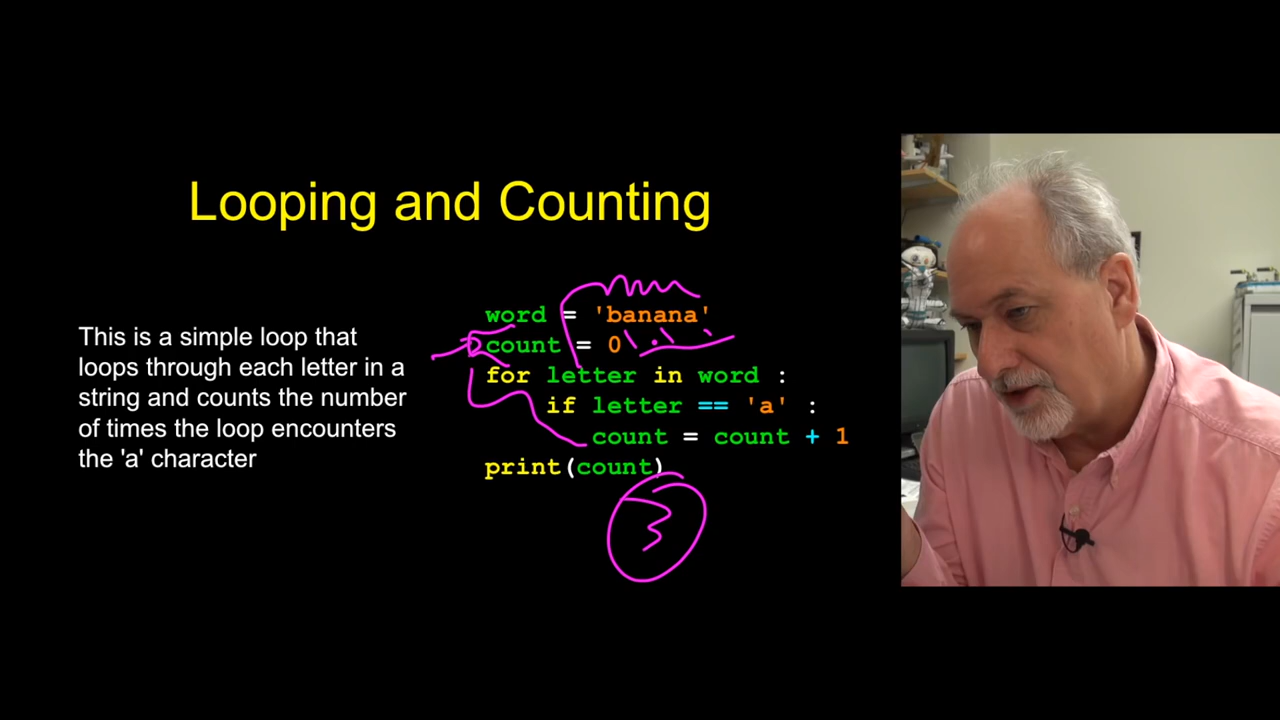 Looping and Counting
This is a simple loop that
loops through each letter in a
string and counts the number
of times the loop encounters
the 'a' character
word = 'banana'
count = 0
for letter in word :
    if letter == 'a' :
        count = count + 1
print(count)
3